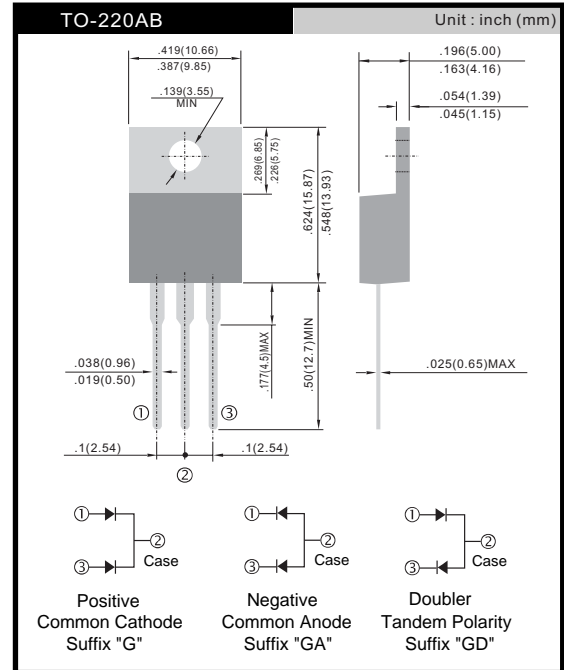 TO-220AB Unit : inch (mm)
.419(10.66)
.387(9.85)
.139(3.55)
MIN
.269(6.85)
.226(5.75)
.624(15.87)
.548(13.93)
.196(5.00)
.163(4.16)
.054(1.39)
.045(1.15)
.038(0.96)
.019(0.50)
.177(4.5)MAX
.50(12.7)MIN
.025(0.65)MAX
① ③
.1(2.54) .1(2.54)
②
① ① ①
② ② ②
③ Case ③ Case ③ Case
Positive Negative Doubler
Common Cathode Common Anode Tandem Polarity
Suffix "G" Suffix "GA" Suffix "GD"